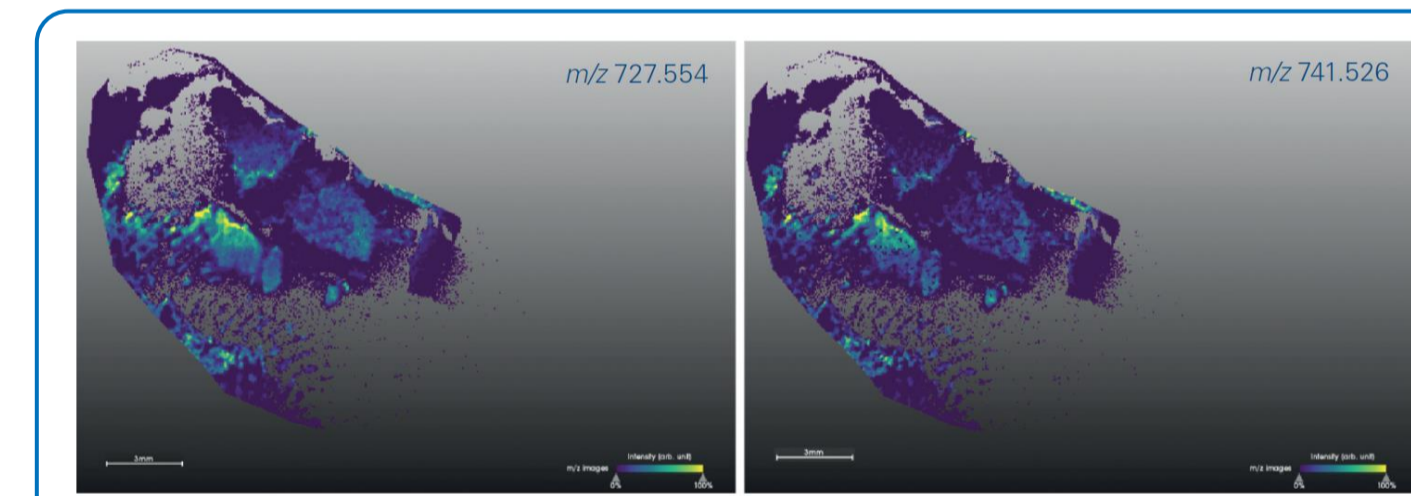 m/z 727.554
3mm
Intensity (arb. unit)
m/z images
0%
100%
m/z 741.526
3mm
Intensity (arb. unit)
m/z images
0%
100%